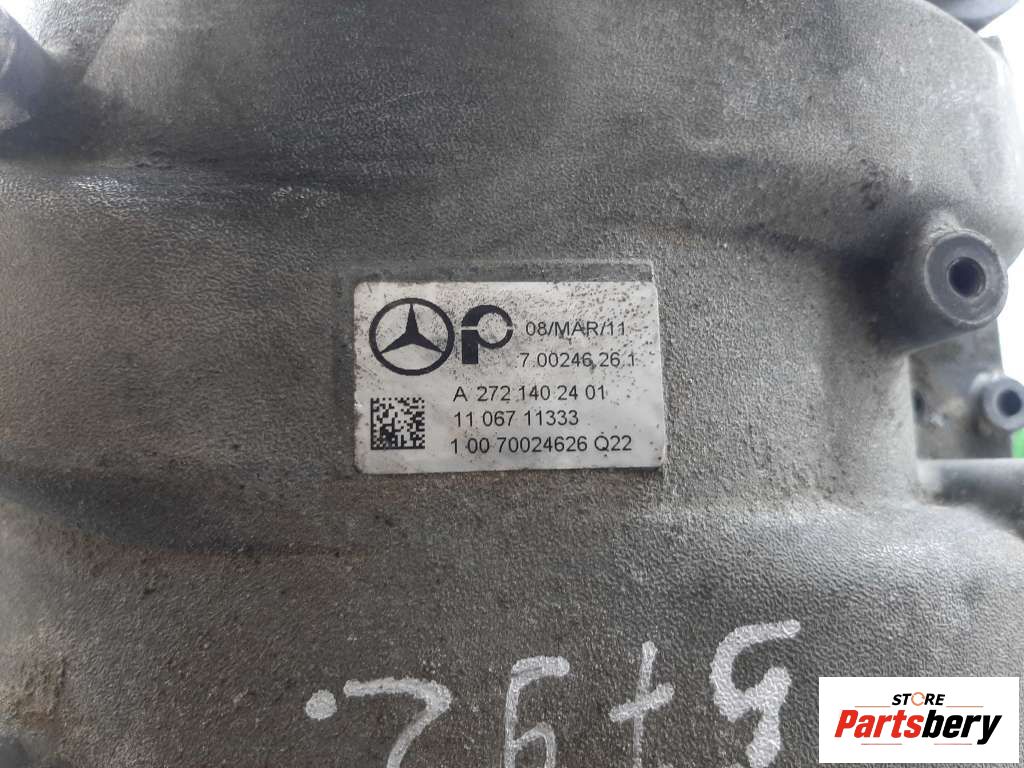 08/MAR/11
7.00246.26.1
A 272 140 24 01
11 067 11333
1 00 70024626 Q22
STORE
Partsbery